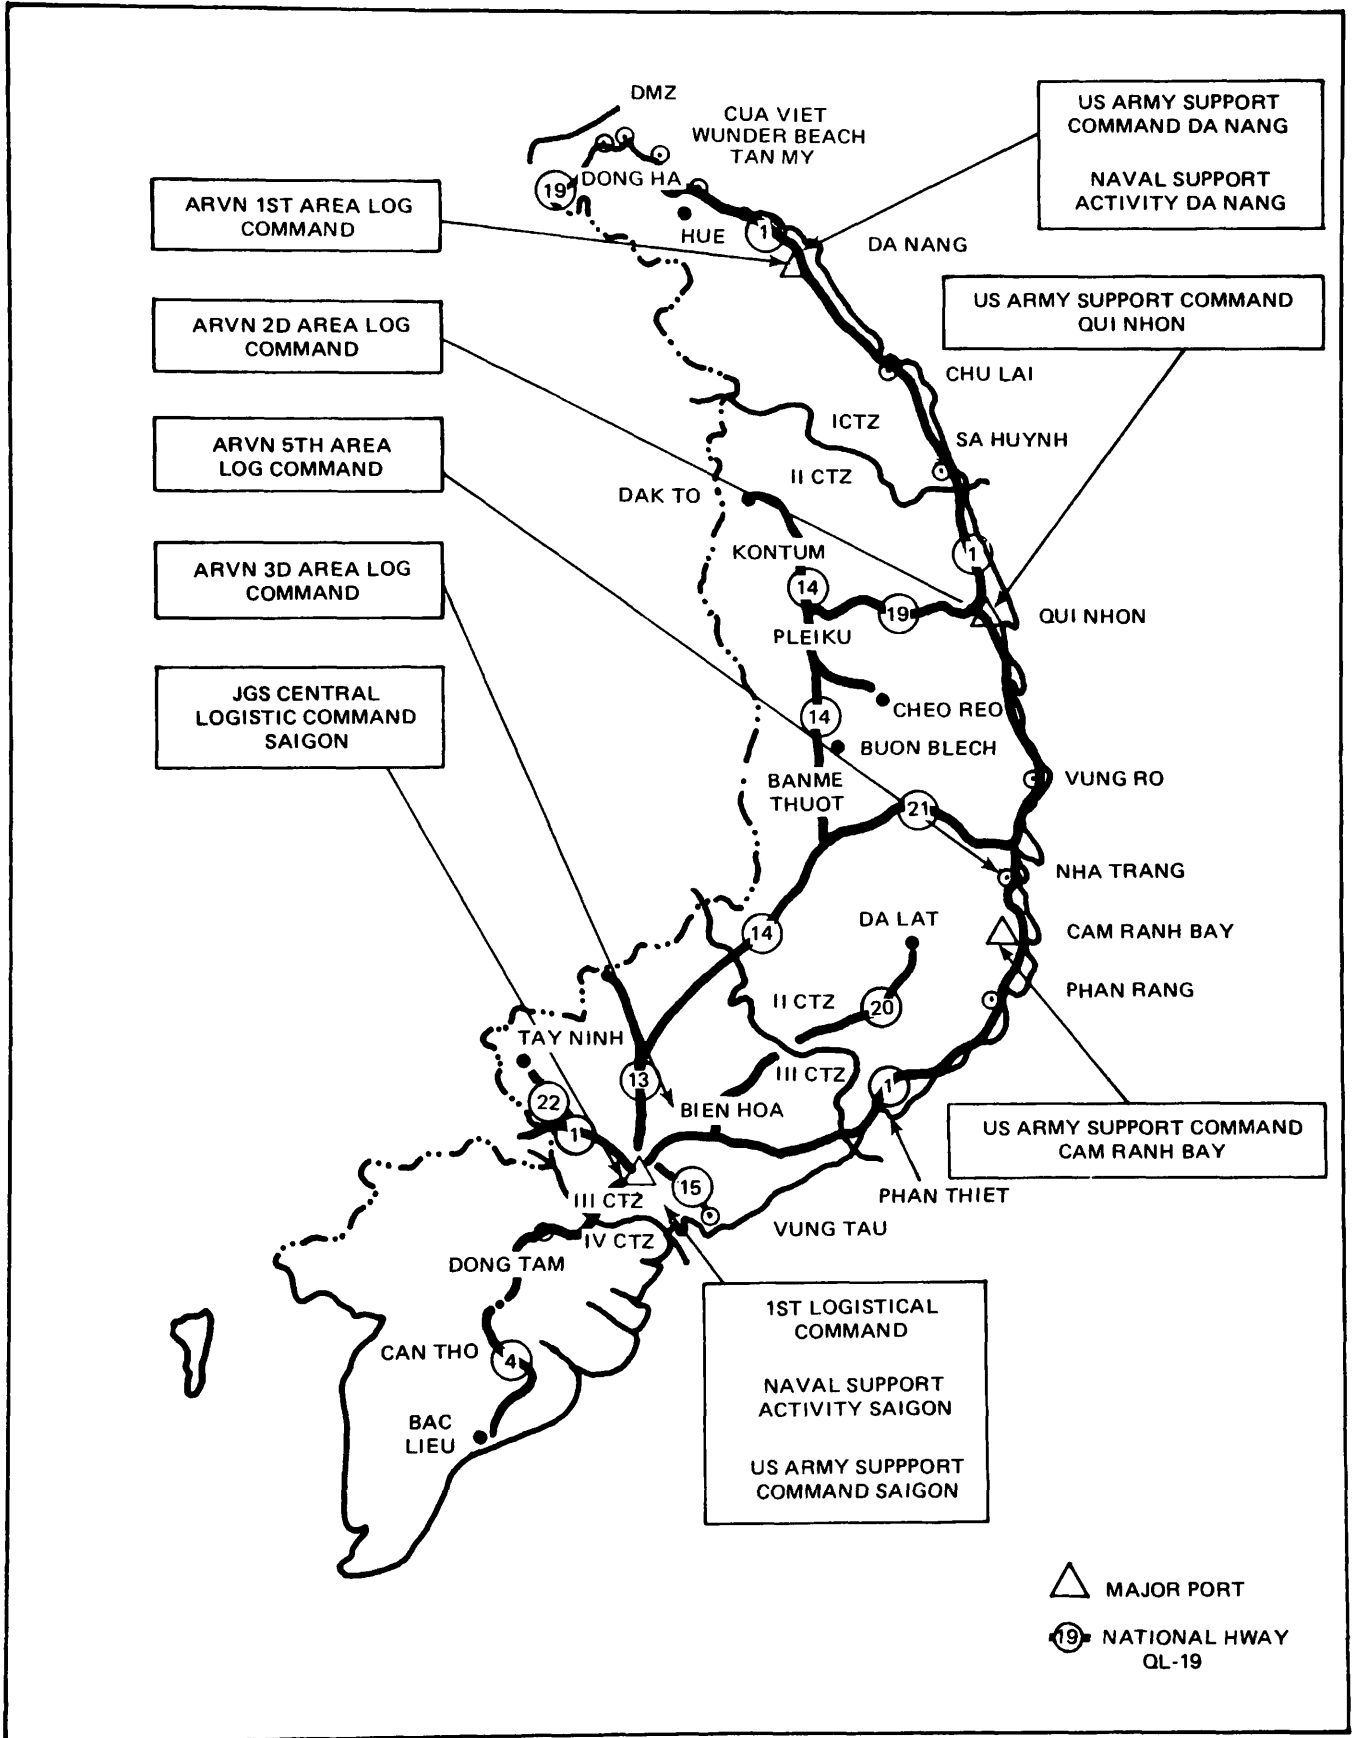 DMZ
CUA VIET
WUNDER BEACH
TAN MY
US ARMY SUPPORT
COMMAND DA NANG
NAVAL SUPPORT
ACTIVITY DA NANG
19
DONG HA
ARVN 1ST AREA LOG
COMMAND
HUE
1
DA NANG
US ARMY SUPPORT COMMAND
QUI NHON
ARVN 2D AREA LOG
COMMAND
CHU LAI
ICTZ
SA HUYNH
ARVN 5TH AREA
LOG COMMAND
II CTZ
DAK TO
KONTUM
1
ARVN 3D AREA LOG
COMMAND
14
19
QUI NHON
PLEIKU
JGS CENTRAL
LOGISTIC COMMAND
SAIGON
CHEO REO
14
BUON BLECH
BANME
THUOT
VUNG RO
21
NHA TRANG
DA LAT
CAM RANH BAY
14
PHAN RANG
II CTZ
20
TAY NINH
III CTZ
13
1
22
BIEN HOA
1
US ARMY SUPPORT COMMAND
CAM RANH BAY
15
III CTZ
PHAN THIET
VUNG TAU
IV CTZ
DONG TAM
1ST LOGISTICAL
COMMAND
NAVAL SUPPORT
ACTIVITY SAIGON
US ARMY SUPPPORT
COMMAND SAIGON
CAN THO
4
BAC
LIEU
MAJOR PORT
19
NATIONAL HWAY
QL-19